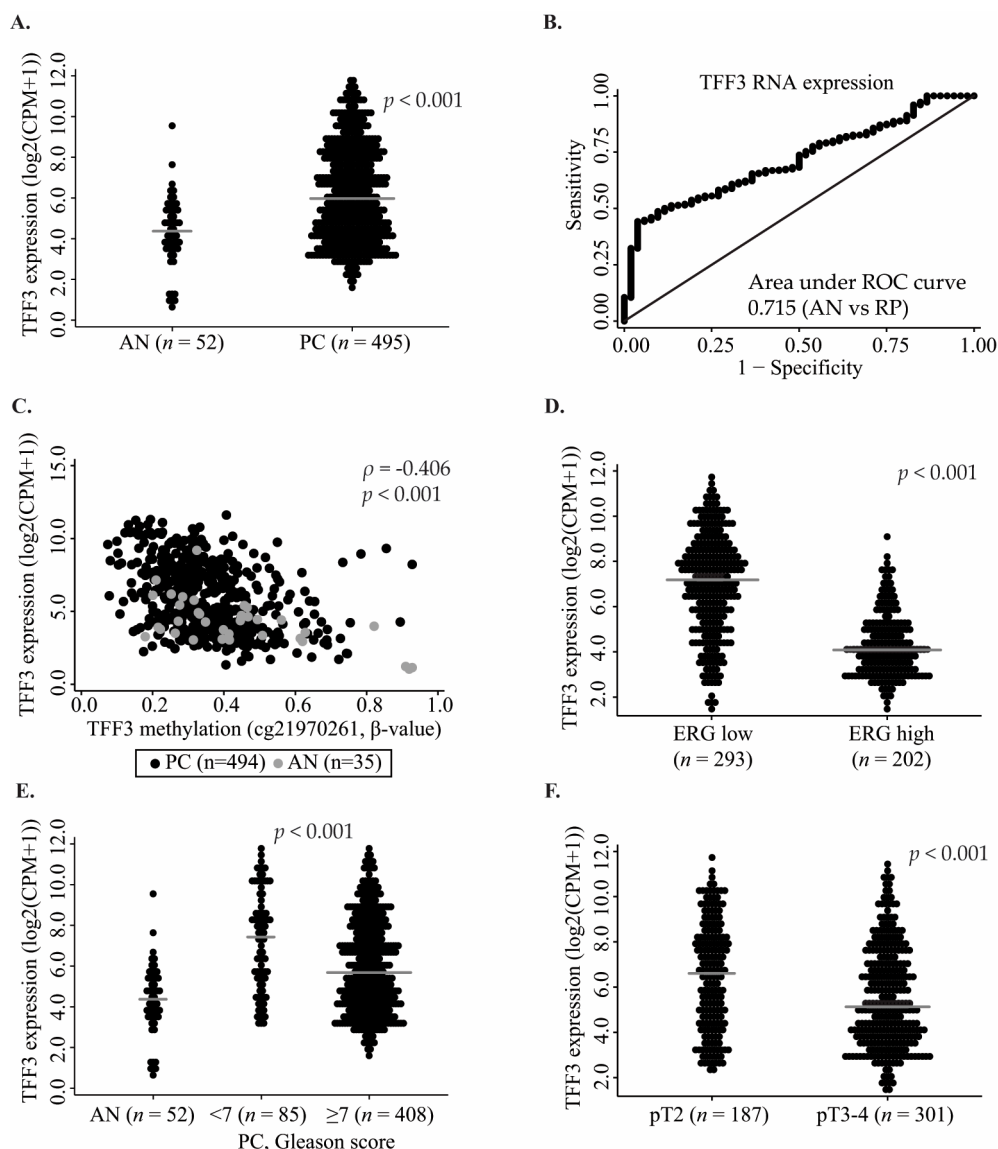 A.
TFF3 expression (log2(CPM+1))
12.0
10.0
8.0
6.0
4.0
2.0
0.0
p < 0.001
AN (n = 52)
PC (n = 495)
B.
TFF3 RNA expression
Sensitivity
1.00
0.75
0.50
0.25
0.00
Area under ROC curve
0.715 (AN vs RP)
0.00
0.25
0.50
0.75
1.00
1 − Specificity
C.
TFF3 expression (log2(CPM+1))
15.0
10.0
5.0
0.0
ρ = -0.406
p < 0.001
0.0
0.2
0.4
0.6
0.8
1.0
TFF3 methylation (cg21970261, β-value)
PC (n=494)
AN (n=35)
D.
TFF3 expression (log2(CPM+1))
12.0
10.0
8.0
6.0
4.0
2.0
p < 0.001
ERG low
(n = 293)
ERG high
(n = 202)
E.
TFF3 expression (log2(CPM+1))
12.0
10.0
8.0
6.0
4.0
2.0
0.0
p < 0.001
AN (n = 52)
<7 (n = 85)
≥7 (n = 408)
PC, Gleason score
F.
TFF3 expression (log2(CPM+1))
12.0
10.0
8.0
6.0
4.0
2.0
p < 0.001
pT2 (n = 187)
pT3-4 (n = 301)